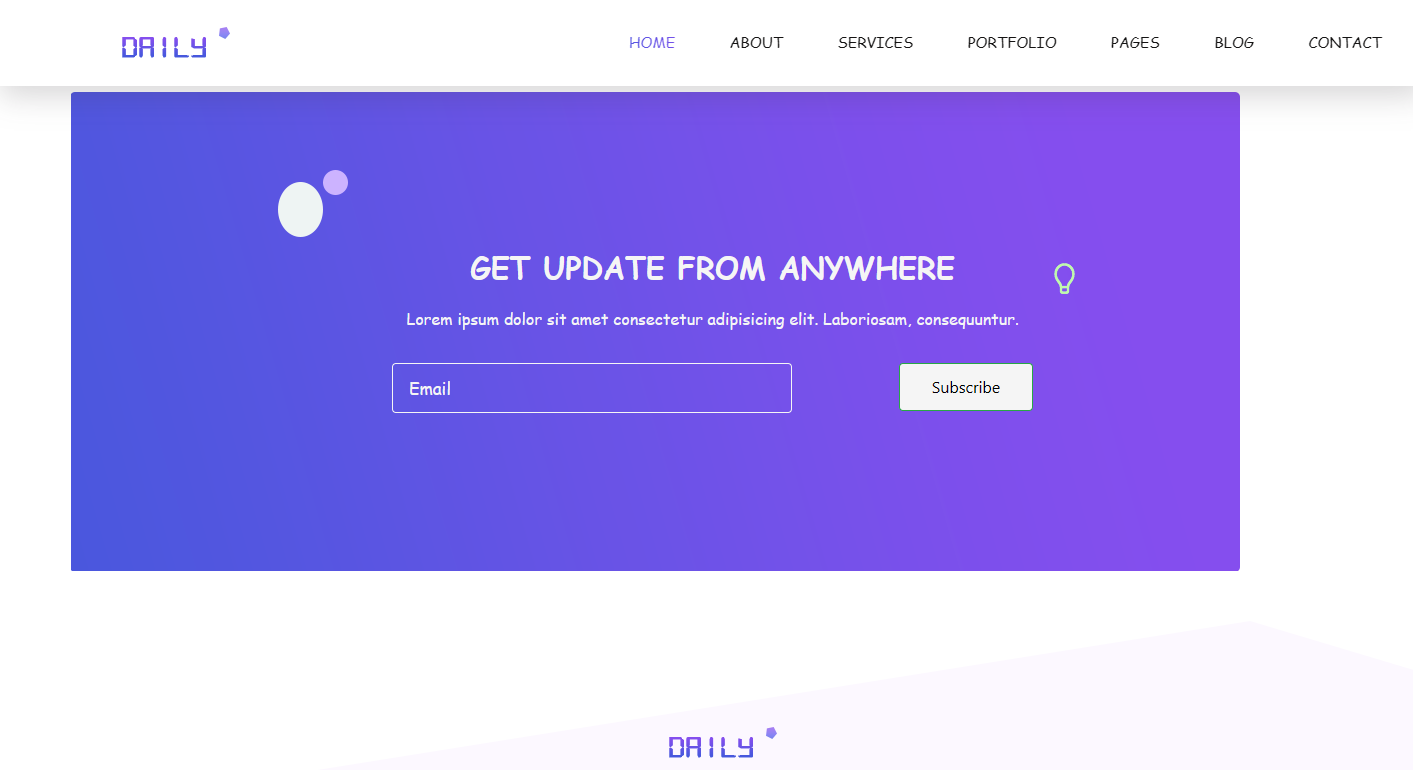 DAILY
HOME ABOUT SERVICES PORTFOLIO PAGES BLOG CONTACT
GET UPDATE FROM ANYWHERE
Lorem ipsum dolor sit amet consectetur adipisicing elit. Laboriosam, consequuntur.
Email
Subscribe
DAILY